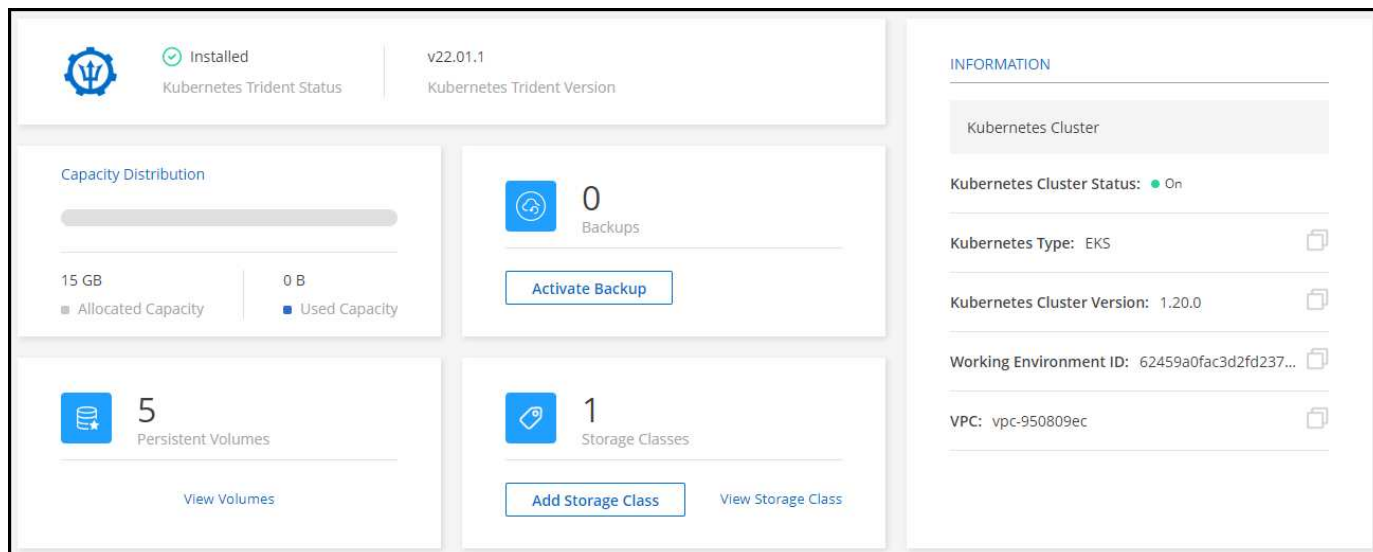 Installed
Kubernetes Trident Status
v22.01.1
Kubernetes Trident Version
Capacity Distribution
15 GB
Allocated Capacity
0 B
Used Capacity
0
Backups
Activate Backup
5
Persistent Volumes
View Volumes
1
Storage Classes
Add Storage Class
View Storage Class
INFORMATION
Kubernetes Cluster
Kubernetes Cluster Status: On
Kubernetes Type: EKS
Kubernetes Cluster Version: 1.20.0
Working Environment ID: 62459a0fac3d2fd237...
VPC: vpc-950809ec